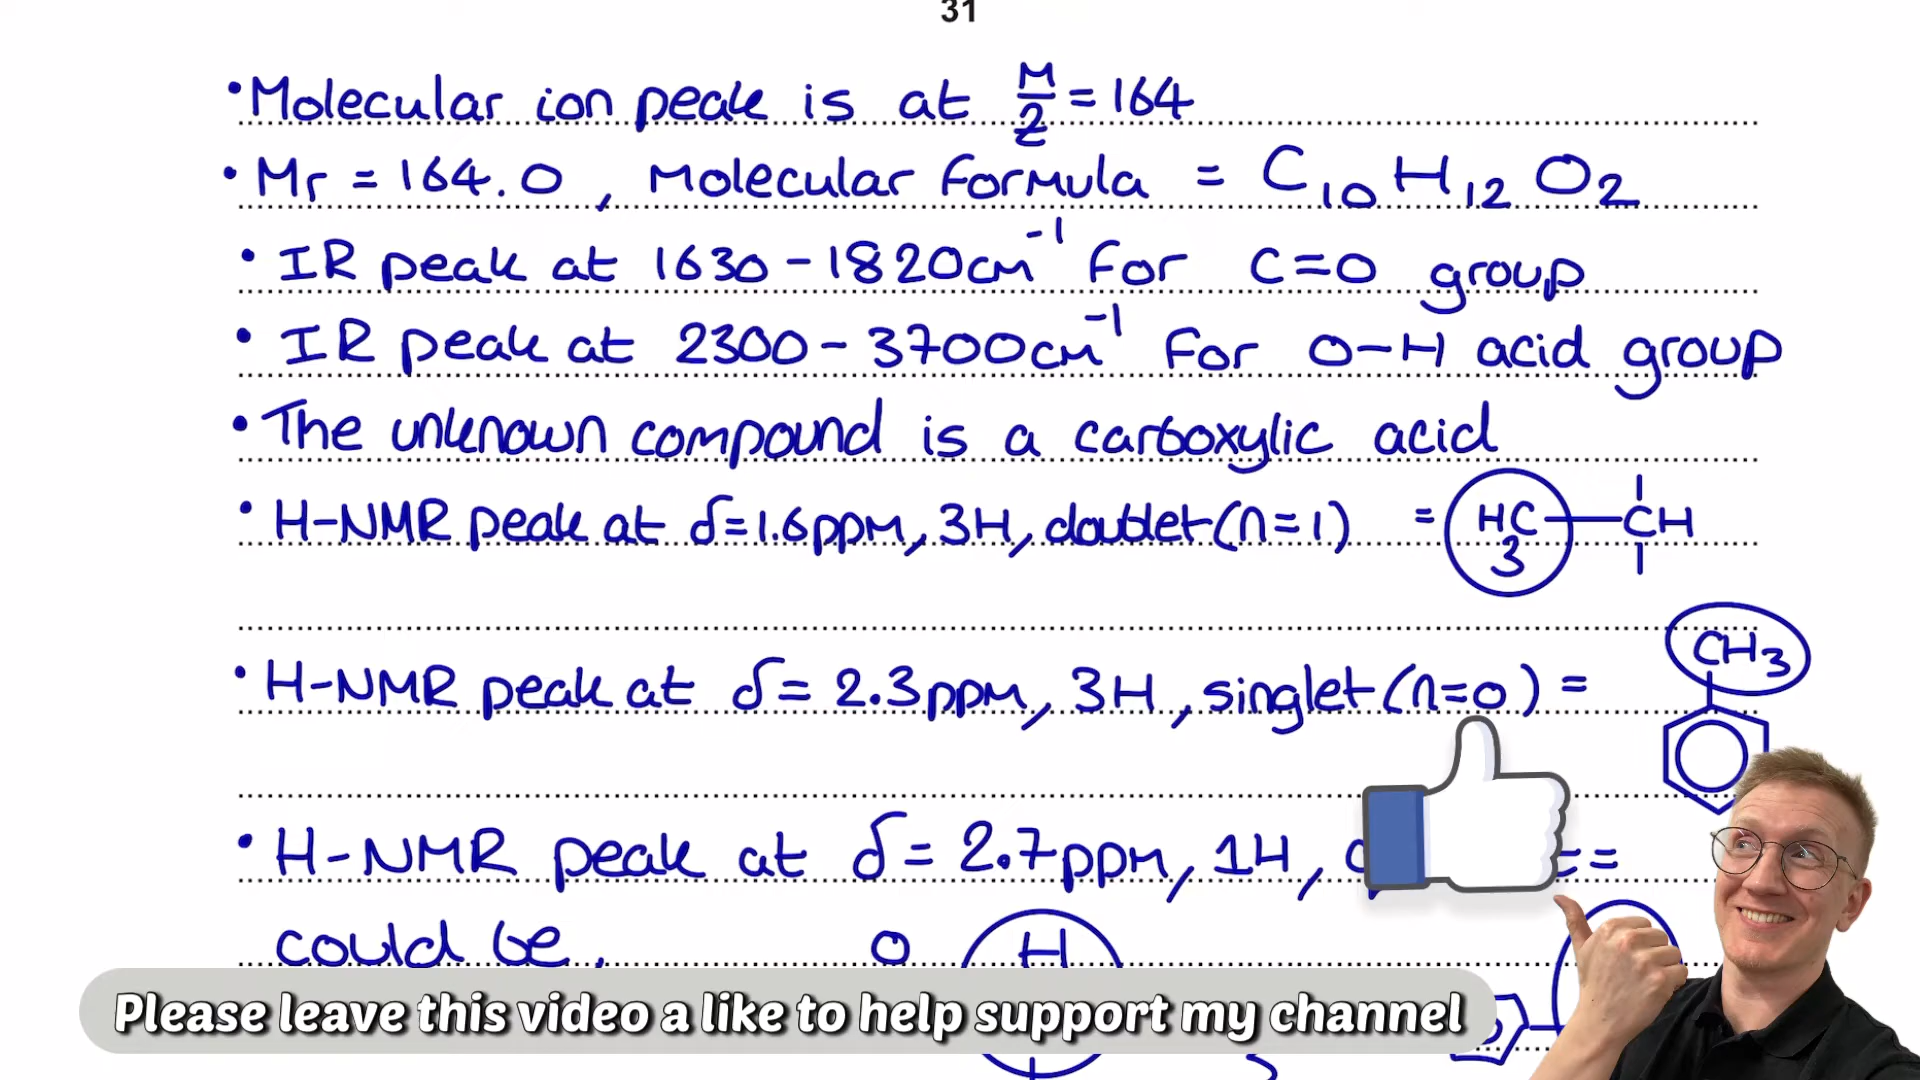 31
• Molecular ion peak is at M/Z = 164
• Mr = 164.0 , Molecular formula = C10 H12 O2
• IR peak at 1630 - 1820cm-1 for C=O group
• IR peak at 2300 - 3700cm-1 for O-H acid group
• The unknown compound is a carboxylic acid
• H-NMR peak at δ=1.6ppm, 3H, doublet (n=1) = H3C CH
• H-NMR peak at δ= 2.3ppm, 3H, singlet (n=0) = CH3
• H-NMR peak at δ= 2.7ppm, 1H, =
could be, O H
Please leave this video a like to help support my channel